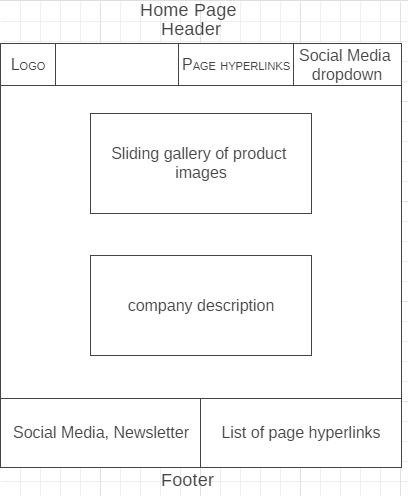 Home Page
Header
Logo
Page hyperlinks
Social Media
dropdown
Sliding gallery of product
images
company description
Social Media, Newsletter
List of page hyperlinks
Footer